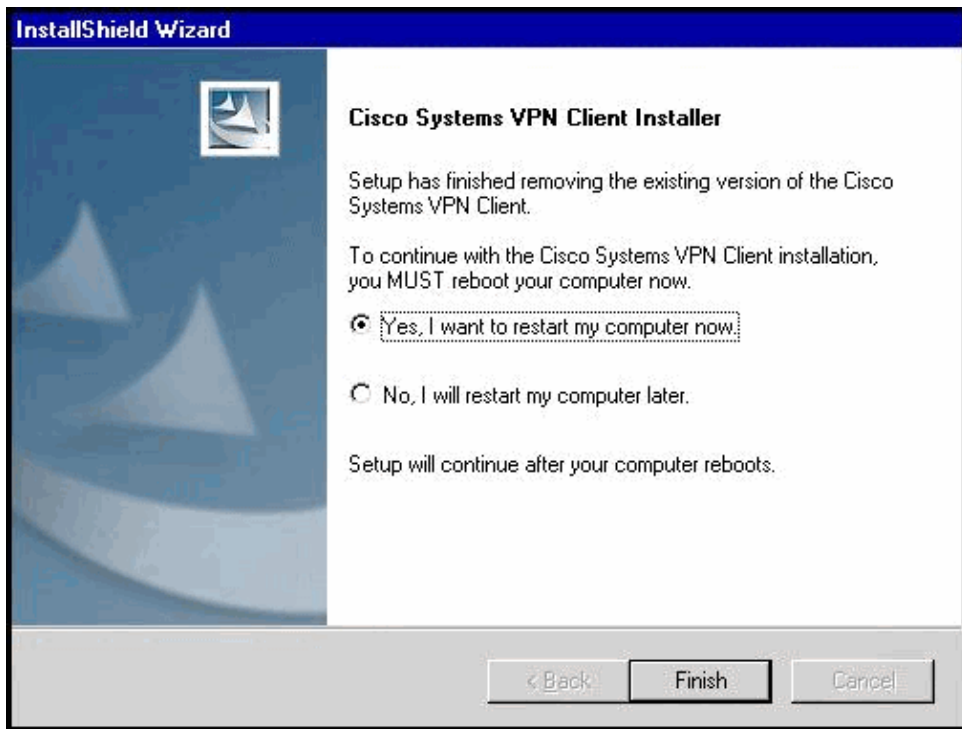 InstallShield Wizard
Cisco Systems VPN Client Installer
Setup has finished removing the existing version of the Cisco
Systems VPN Client.
To continue with the Cisco Systems VPN Client installation,
you MUST reboot your computer now.
Yes, I want to restart my computer now.
No, I will restart my computer later.
Setup will continue after your computer reboots.
< Back
Finish
Cancel